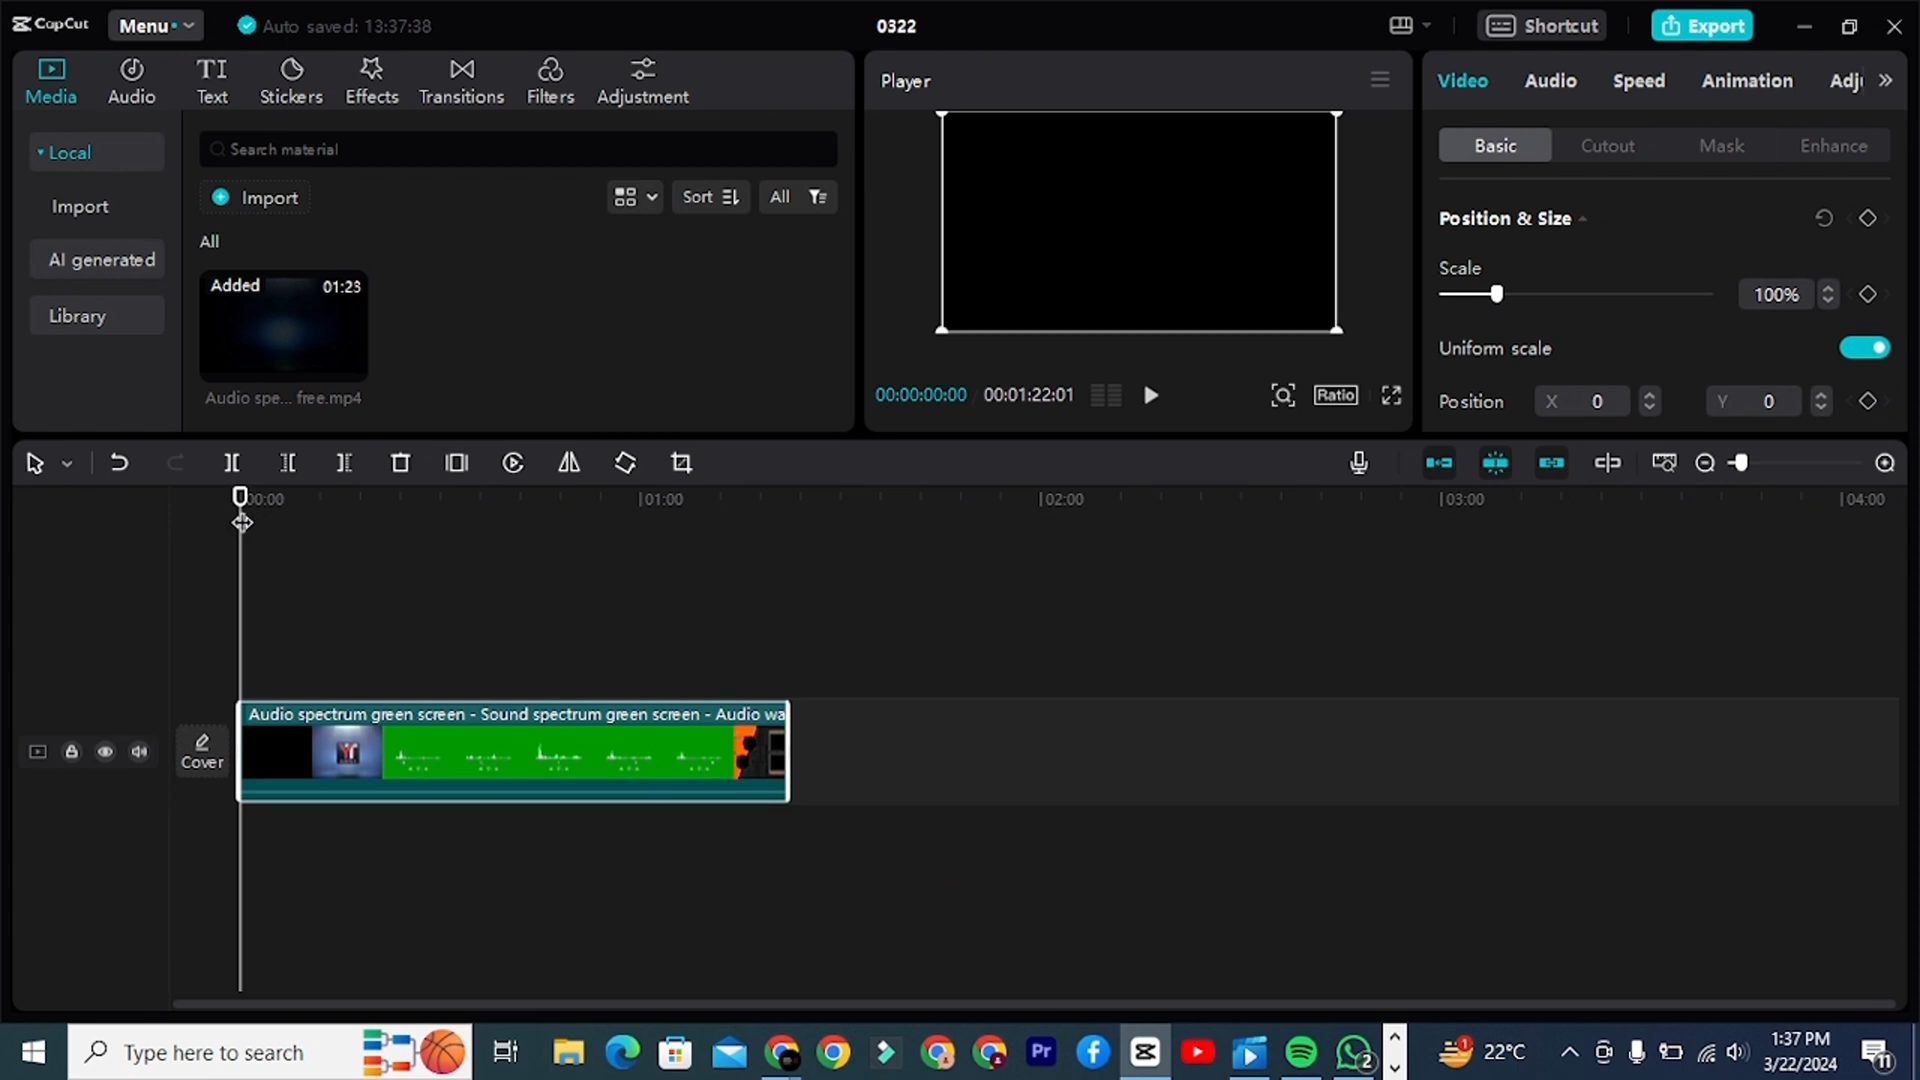 CapCut
Menu
Auto saved: 13:37:38
0322
Shortcut
Export
Media
Audio
TI
Text
Stickers
Effects
Transitions
Filters
Adjustment
Player
Video
Audio
Speed
Animation
Adj
Local
Import
AI generated
Library
Search material
Import
Sort
All
All
Added
01:23
Audio spe... free.mp4
00:00:00:00
00:01:22:01
Ratio
Basic
Cutout
Mask
Enhance
Position & Size
Scale
100%
Uniform scale
Position
X 0
Y 0
00:00
01:00
02:00
03:00
04:00
Cover
Audio spectrum green screen - Sound spectrum green screen - Audio wa
Type here to search
Pr
2
1
22°C
1:37 PM
3/22/2024
11